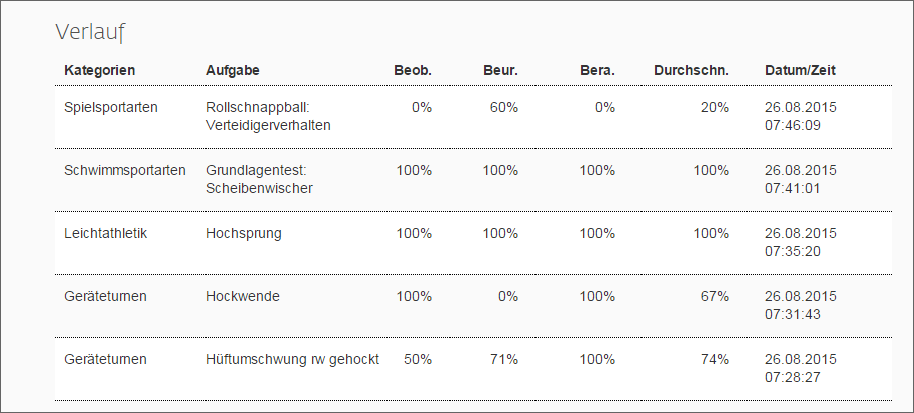 Verlauf
Kategorien Aufgabe Beob. Beur. Bera. Durchschn. Datum/Zeit
Spielsportarten Rollschnappball: 0% 60% 0% 20% 26.08.2015
Verteidigerverhalten 07:46:09
Schwimmsportarten Grundlagentest: 100% 100% 100% 100% 26.08.2015
Scheibenwischer 07:41:01
Leichtathletik Hochsprung 100% 100% 100% 100% 26.08.2015
07:35:20
Geräteturnen Hockwende 100% 0% 100% 67% 26.08.2015
07:31:43
Geräteturnen Hüftumschwung rw gehockt 50% 71% 100% 74% 26.08.2015
07:28:27